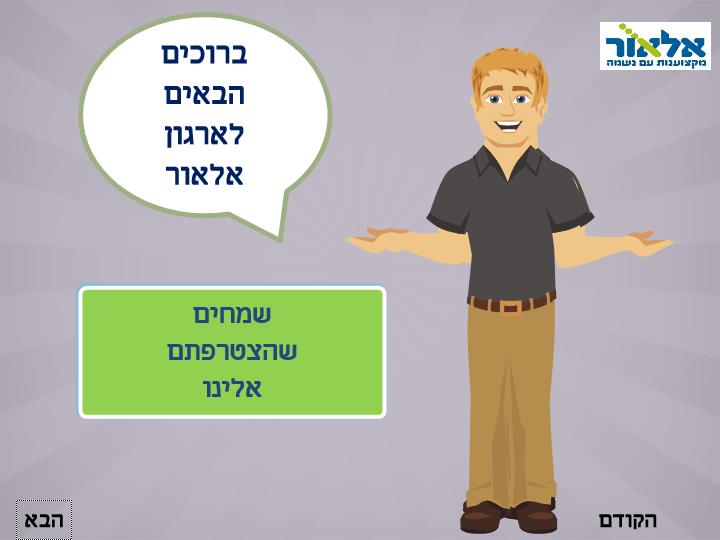 אלאור
מקצוענות עם נשמה
ברוכים
הבאים
לארגון
אלאור
שמחים
שהצטרפתם
אלינו
הקודם
הבא